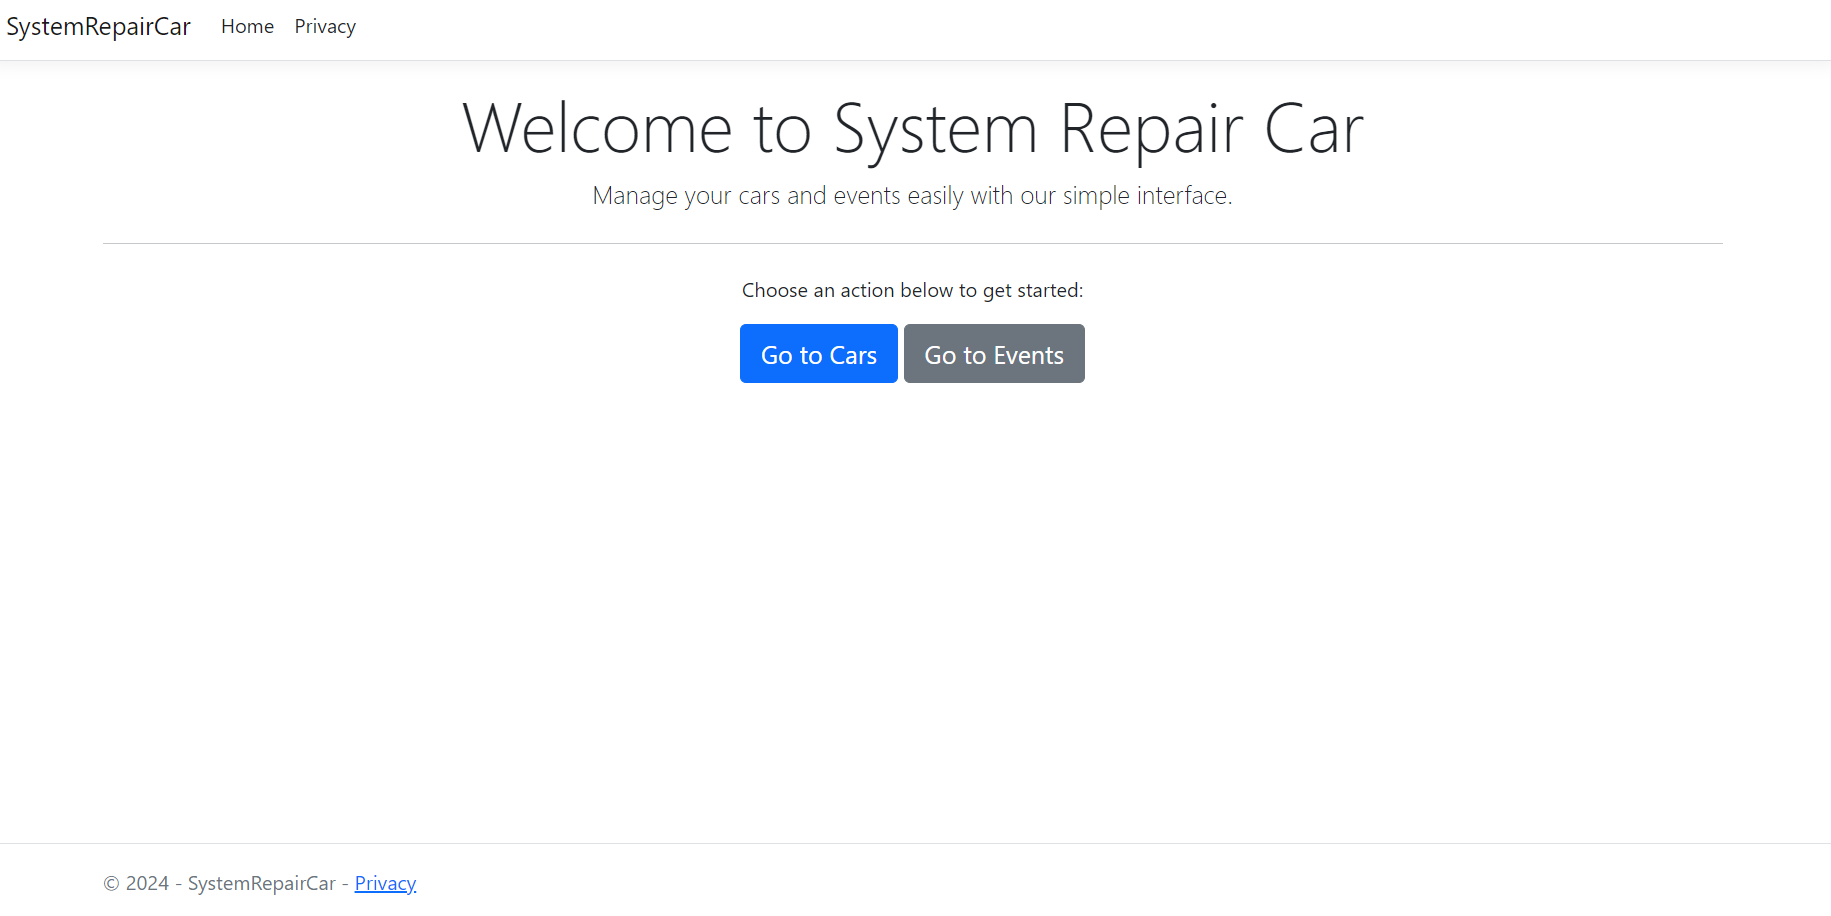 SystemRepairCar Home Privacy
Welcome to System Repair Car
Manage your cars and events easily with our simple interface.
Choose an action below to get started:
Go to Cars Go to Events
© 2024 - SystemRepairCar - Privacy